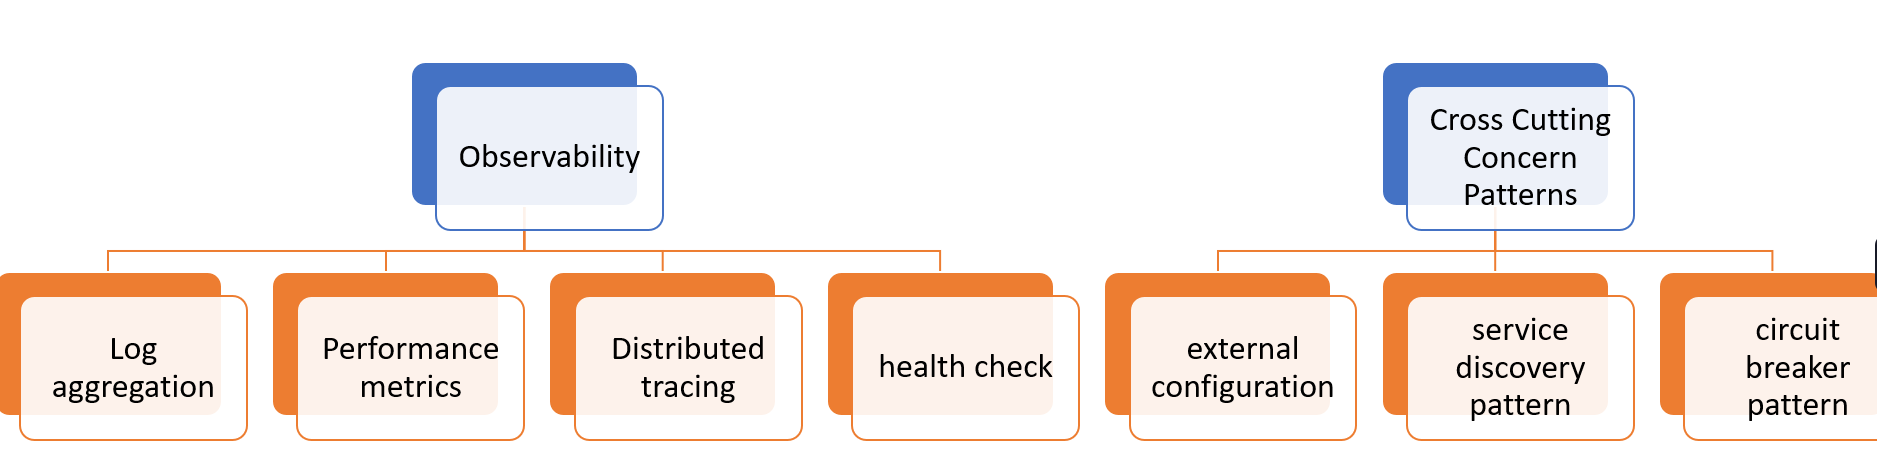 Observability
Cross Cutting
Concern
Patterns
Log
aggregation
Performance
metrics
Distributed
tracing
health check
external
configuration
service
discovery
pattern
circuit
breaker
pattern